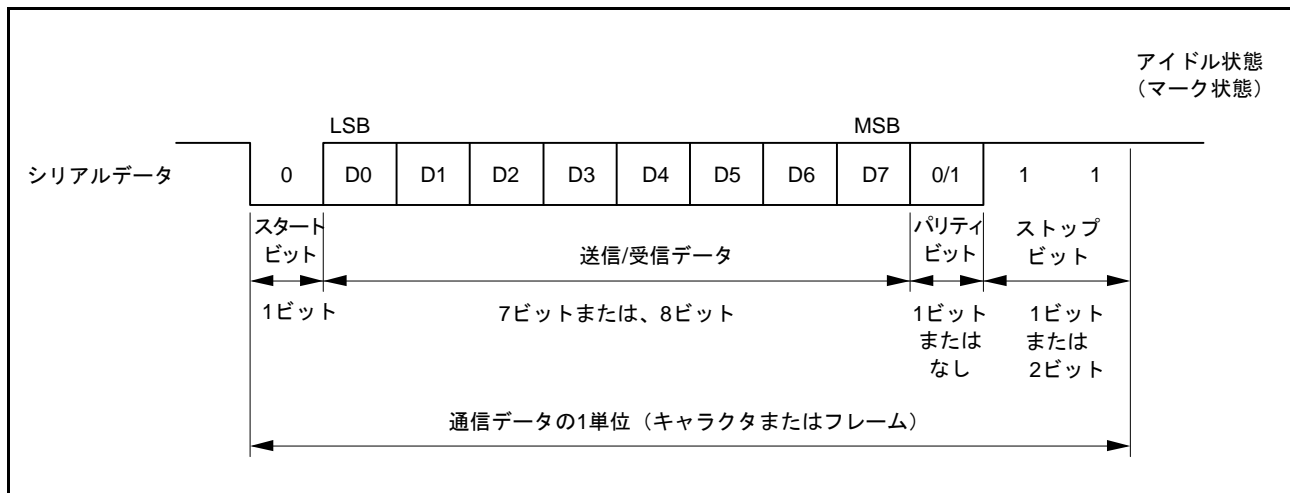 アイドル状態
（マーク状態）
LSB
MSB
シリアルデータ
0 D0 D1 D2 D3 D4 D5 D6 D7 0/1 1 1
スタート
ビット
送信/受信データ
パリティ
ビット
ストップ
ビット
1ビット
7ビットまたは、8ビット
1ビット
または
なし
1ビット
または
2ビット
通信データの1単位（キャラクタまたはフレーム）